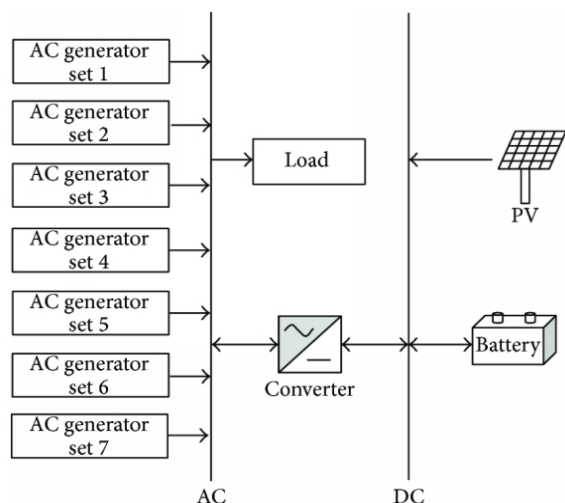 AC generator
set 1
AC generator
set 2
AC generator
set 3
AC generator
set 4
AC generator
set 5
AC generator
set 6
AC generator
set 7
Load
PV
Converter
Battery
AC
DC